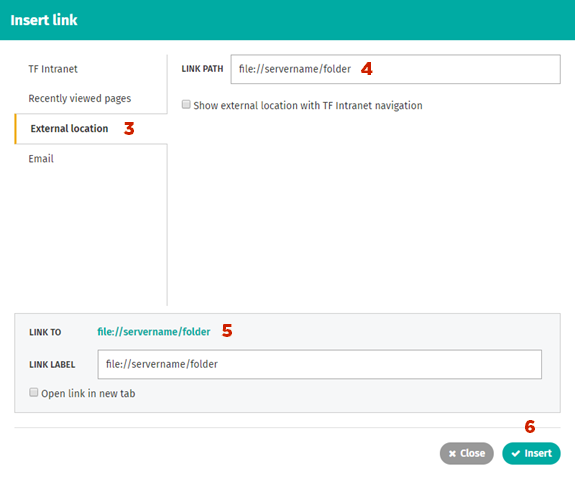 Insert link
TF Intranet
Recently viewed pages
External location 3
Email
LINK PATH file://servername/folder 4
Show external location with TF Intranet navigation
LINK TO file://servername/folder 5
LINK LABEL file://servername/folder
Open link in new tab
6
Close Insert